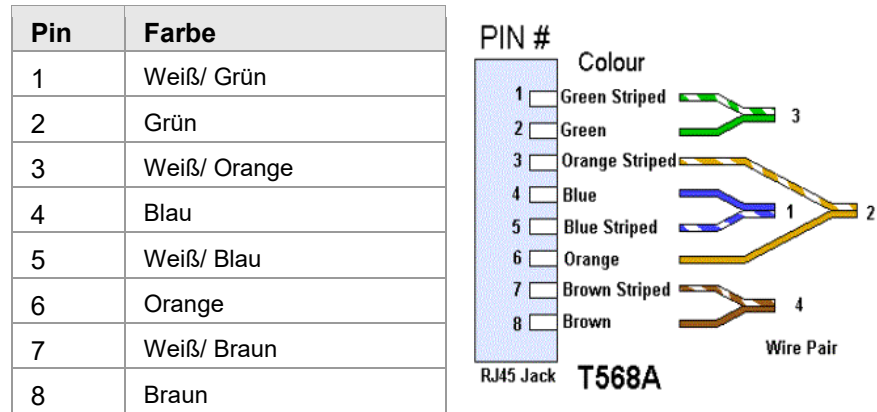 Pin Farbe
1 Weiß/ Grün
2 Grün
3 Weiß/ Orange
4 Blau
5 Weiß/ Blau
6 Orange
7 Weiß/ Braun
8 Braun
PIN #
Colour
1 Green Striped
3
2 Green
3 Orange Striped
4 Blue
1
2
5 Blue Striped
6 Orange
7 Brown Striped
4
8 Brown
Wire Pair
RJ45 Jack T568A